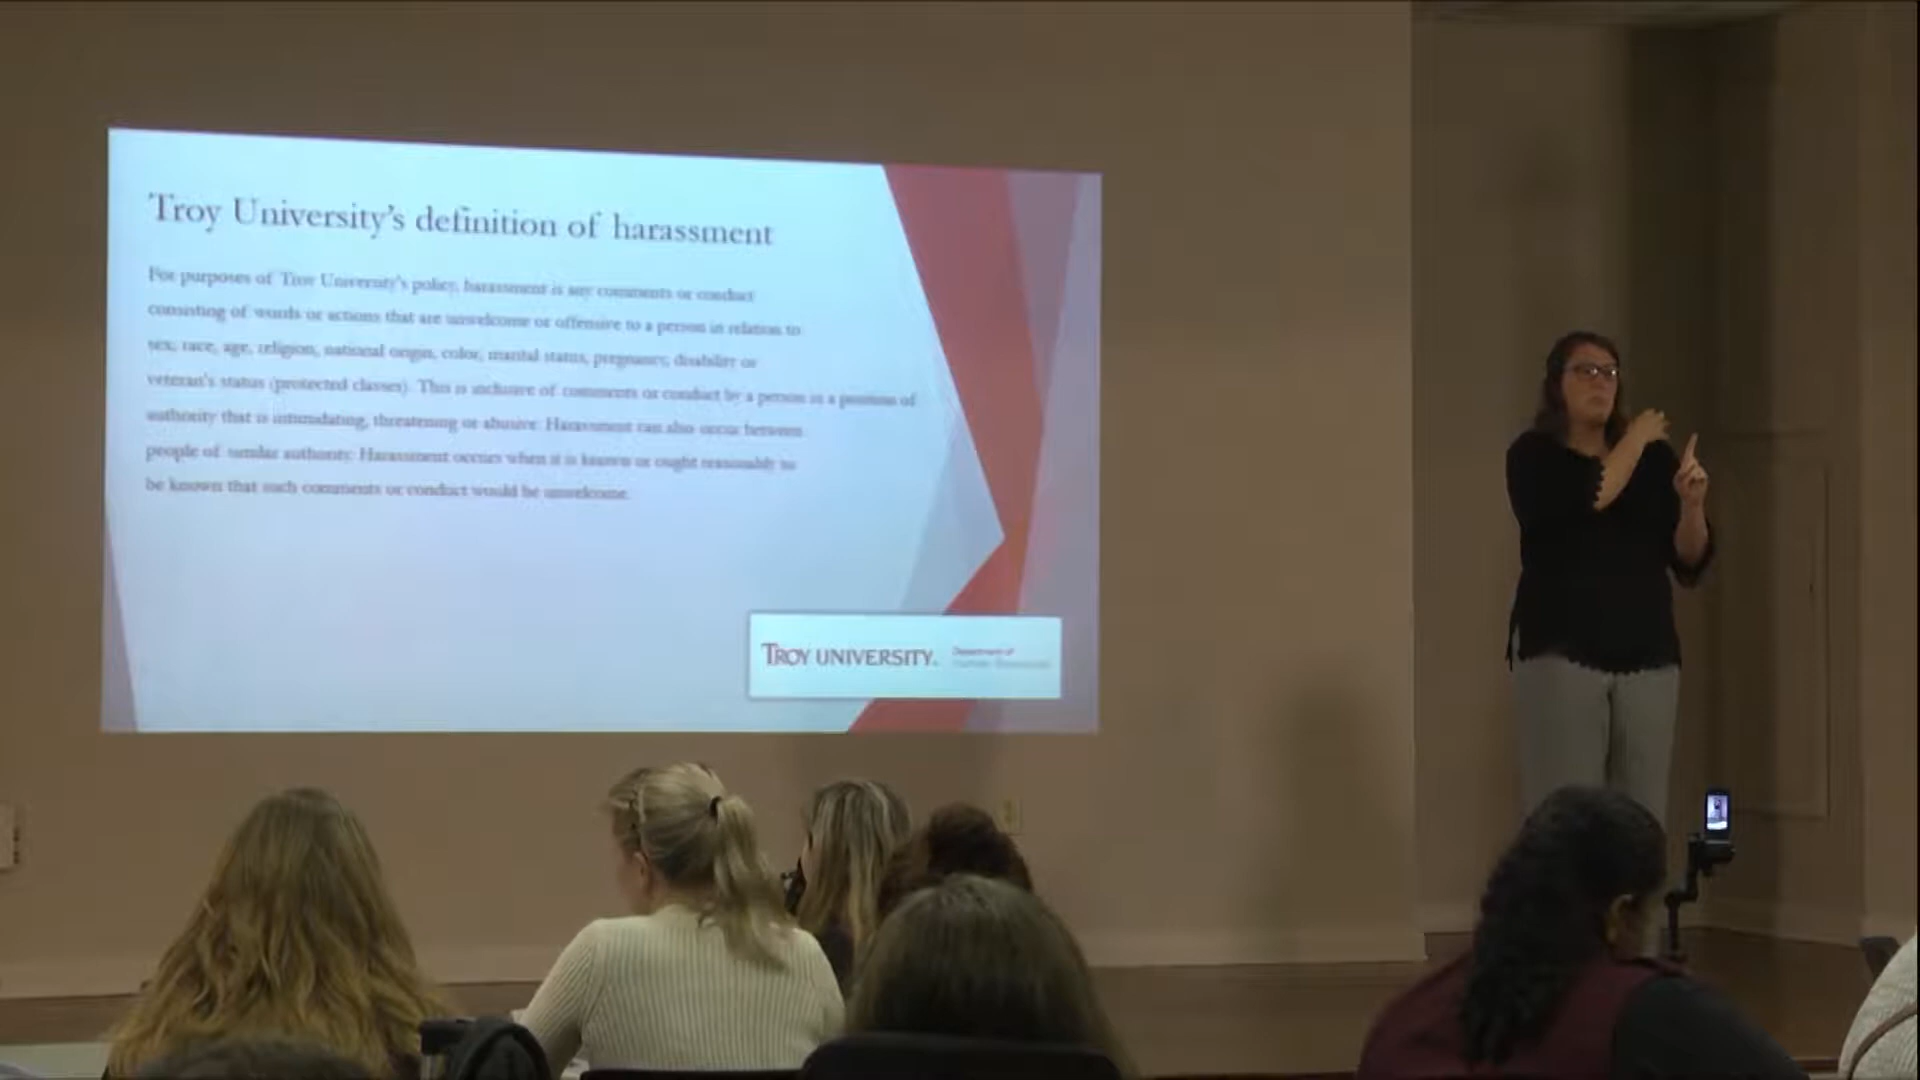 Troy University's definition of harassment
For purposes of Troy University's policy, harassment is any comments or conduct
consisting of words or actions that are unwelcome or offensive to a person in relation to
sex, race, age, religion, national origin, color, marital status, pregnancy, disability or
veteran's status (protected classes). This is inclusive of comments or conduct by a person in a position of
authority that is intimidating, threatening or abusive. Harassment can also occur between
people of similar authority. Harassment occurs when it is known or ought reasonably to
be known that such comments or conduct would be unwelcome.
TROY UNIVERSITY.
Department of
Human Resources